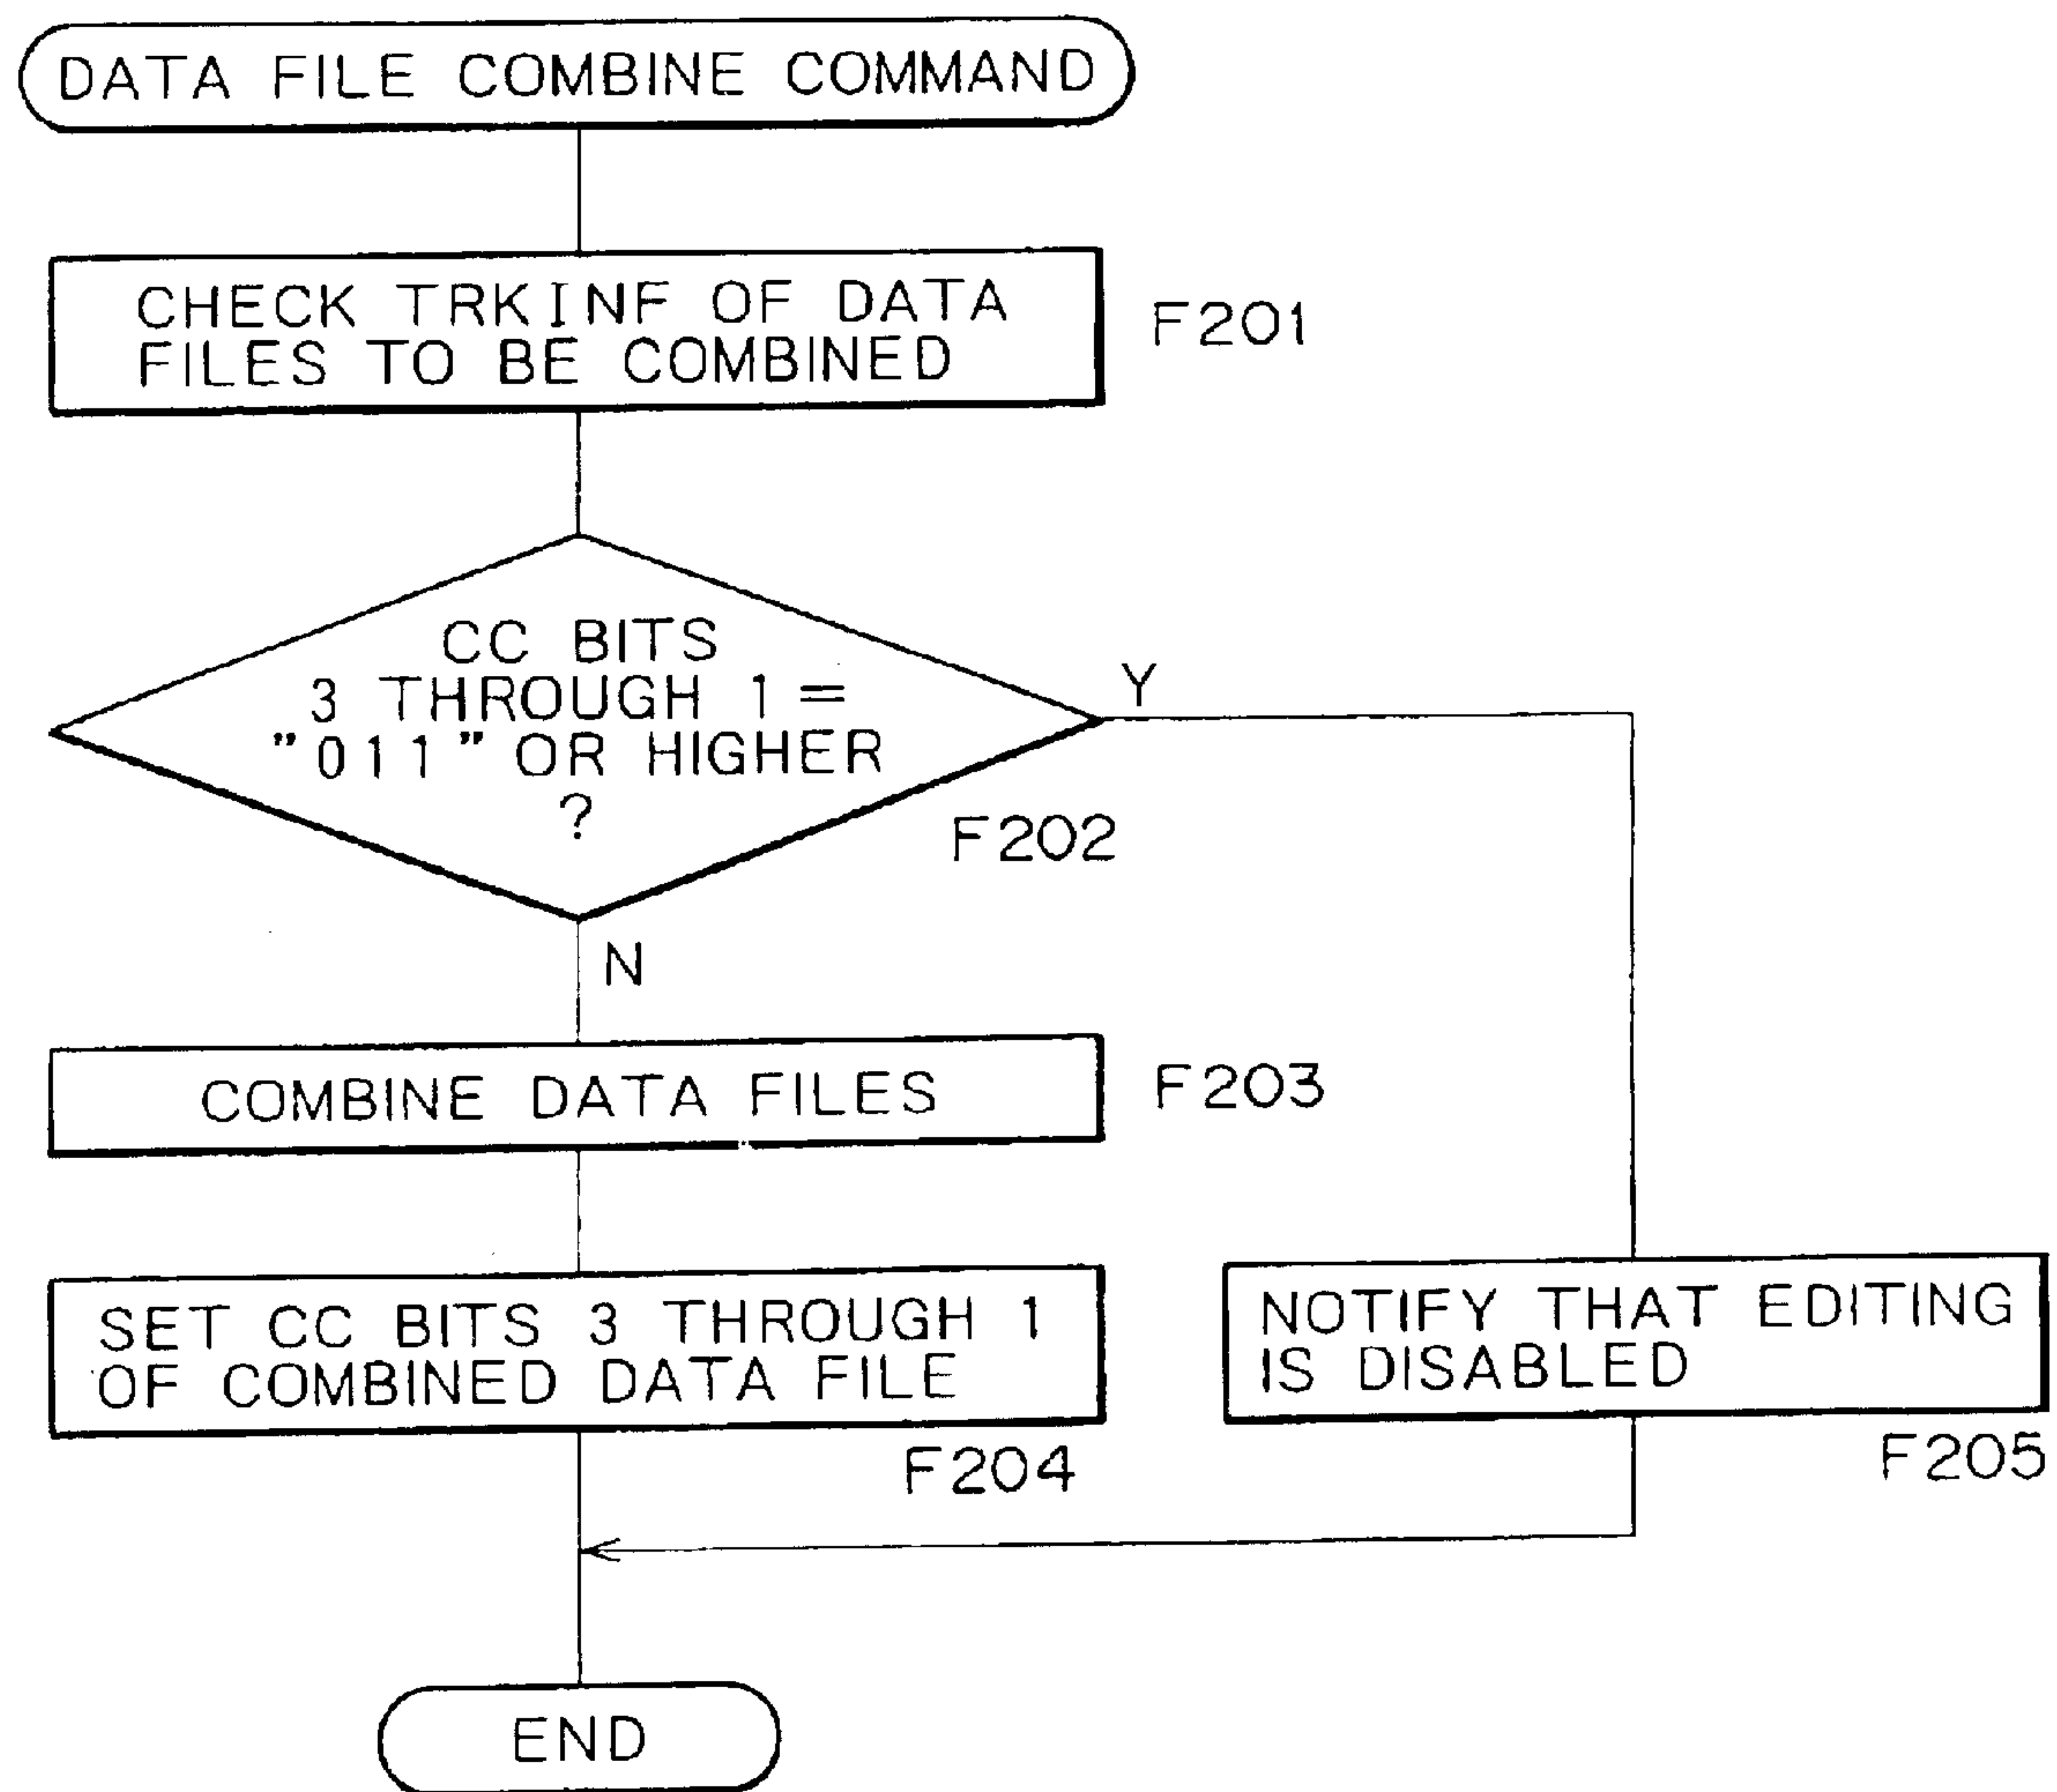 DATA FILE COMBINE COMMAND
CHECK TRKINF OF DATA
FILES TO BE COMBINED
F201
CC BITS
3 THROUGH 1 =
"011" OR HIGHER
?
Y
F202
N
COMBINE DATA FILES
F203
SET CC BITS 3 THROUGH 1
OF COMBINED DATA FILE
F204
NOTIFY THAT EDITING
IS DISABLED
F205
END